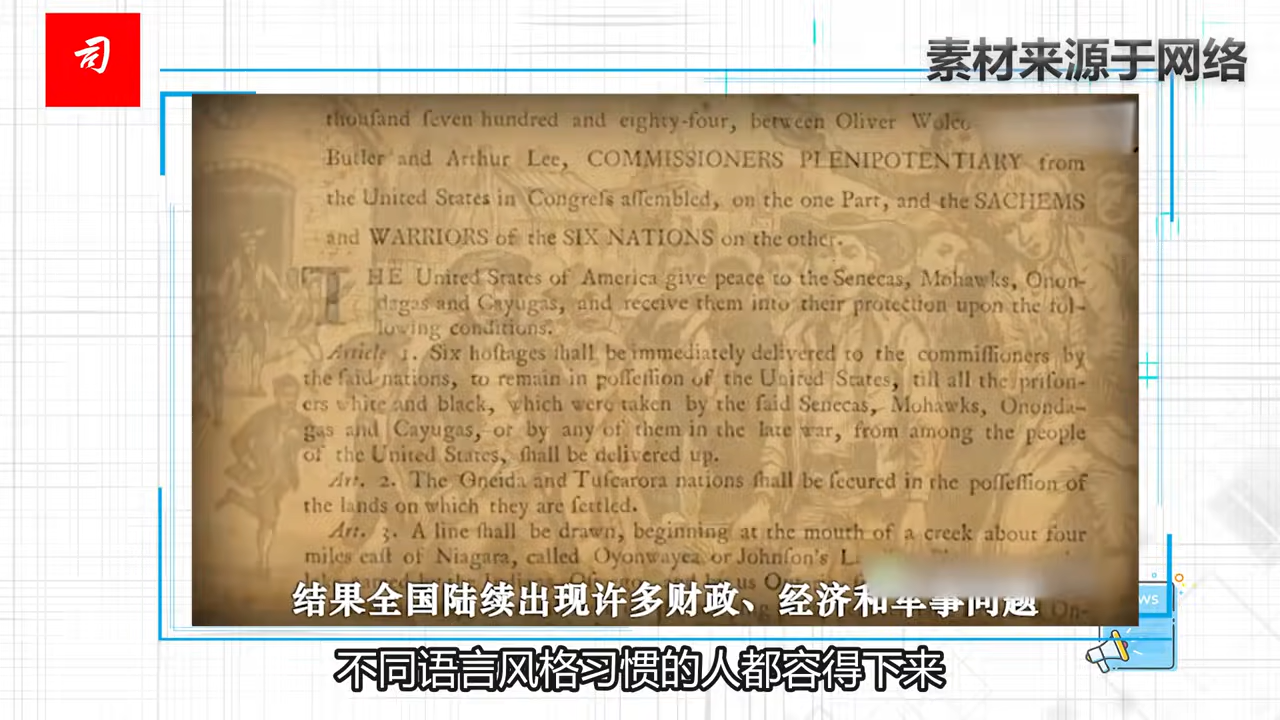 司
素材来源于网络
thouſand ſeven hundred and eighty-four, between Oliver
Butler and Arthur Lee, COMMISSIONERS PLENIPOTENTIARY from
the United States in Congreſs aſſembled, on the one Part, and the SACHEMS
and WARRIORS of the SIX NATIONS on the other.
THE United States of America give peace to the Senecas, Mohawks, Onon-
dagas and Cayugas, and receive them into their protection upon the fol-
lowing conditions.
Article 1. Six hoſtages ſhall be immediately delivered to the commiſſioners by
the ſaid nations, to remain in poſſeſſion of the United States, till all the priſon-
ers white and black, which were taken by the ſaid Senecas, Mohawks, Ononda-
gas and Cayugas, or by any of them in the late war, from among the people
of the United States, ſhall be delivered up.
Art. 2. The Oneida and Tuſcarora nations ſhall be ſecured in the poſſeſſion of
the lands on which they are ſettled.
Art. 3. A line ſhall be drawn, beginning at the mouth of a creek about four
miles eaſt of Niagara, called Oyonwayea or Johnſon's
结果全国陆续出现许多财政、经济和军事问题
WS
不同语言风格习惯的人都容得下来